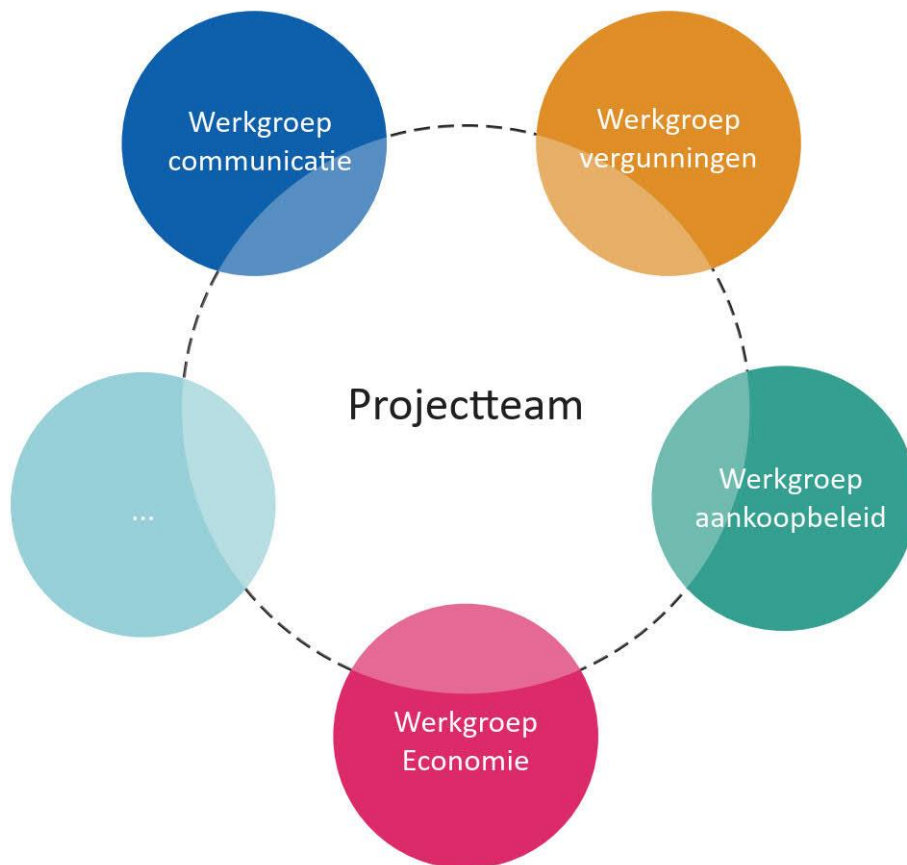 Werkgroep
communicatie
Werkgroep
vergunningen
Projectteam
...
Werkgroep
aankoopbeleid
Werkgroep
Economie